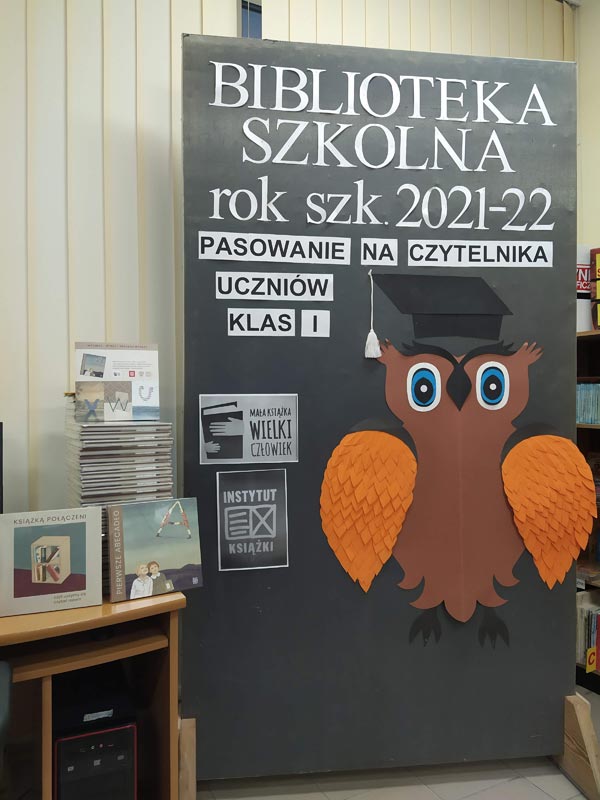 BIBLIOTEKA
SZKOLNA
rok szk. 2021-22
PASOWANIE NA CZYTELNIKA
UCZNIÓW
KLAS I
MAŁA KSIĄŻKA
WIELKI
CZŁOWIEK
INSTYTUT
KSIĄŻKI
X W U
KSIĄŻKĄ POŁĄCZENI
PIERWSZE ABECADŁO
A
C